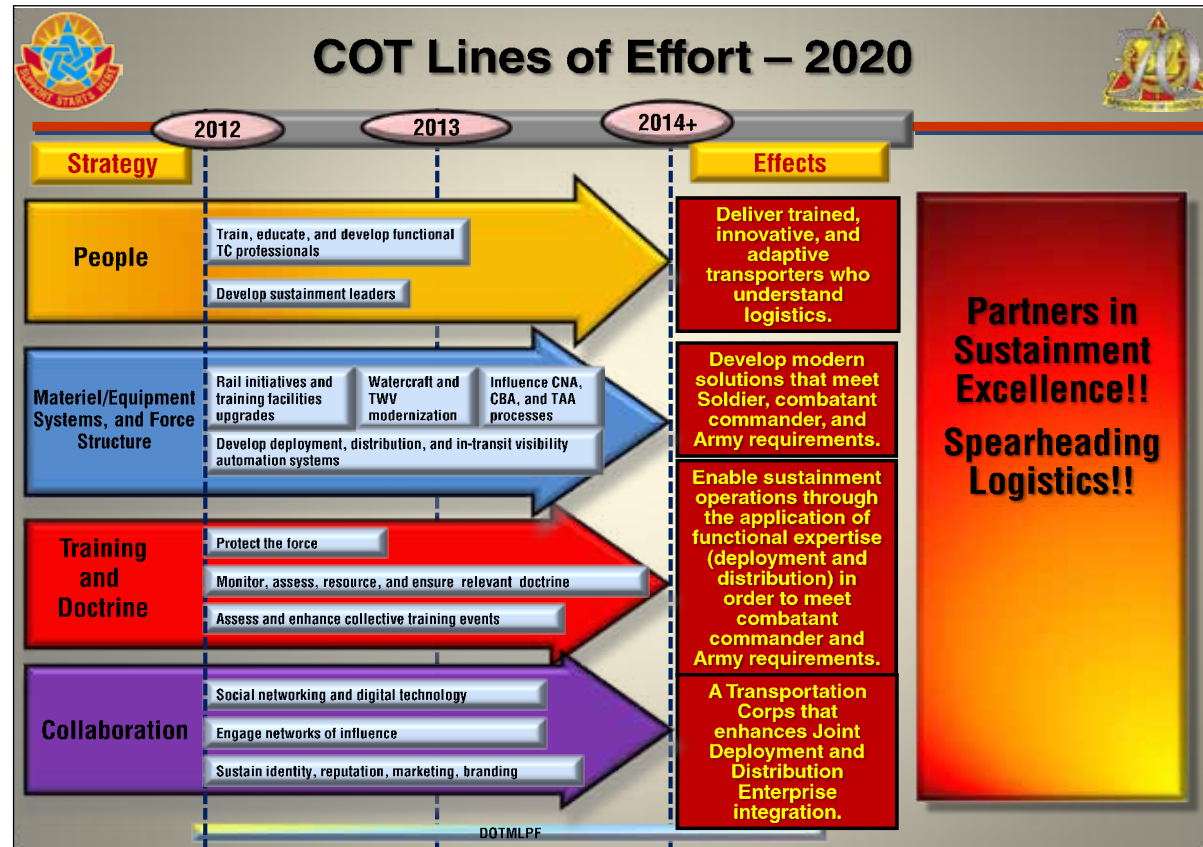 COT Lines of Effort – 2020
SUPPORT STARTS HERE
2012
2013
2014+
Strategy
Effects
People
Train, educate, and develop functional
TC professionals
Develop sustainment leaders
Deliver trained,
innovative, and
adaptive
transporters who
understand
logistics.
Materiel/Equipment
Systems, and Force
Structure
Rail initiatives and
training facilities
upgrades
Watercraft and
TWV
modernization
Influence CNA,
CBA, and TAA
processes
Develop deployment, distribution, and in-transit visibility
automation systems
Develop modern
solutions that meet
Soldier, combatant
commander, and
Army requirements.
Training
and
Doctrine
Protect the force
Monitor, assess, resource, and ensure relevant doctrine
Assess and enhance collective training events
Enable sustainment
operations through
the application of
functional expertise
(deployment and
distribution) in
order to meet
combatant
commander and
Army requirements.
Collaboration
Social networking and digital technology
Engage networks of influence
Sustain identity, reputation, marketing, branding
A Transportation
Corps that
enhances Joint
Deployment and
Distribution
Enterprise
integration.
Partners in
Sustainment
Excellence!!
Spearheading
Logistics!!
DOTMLPF